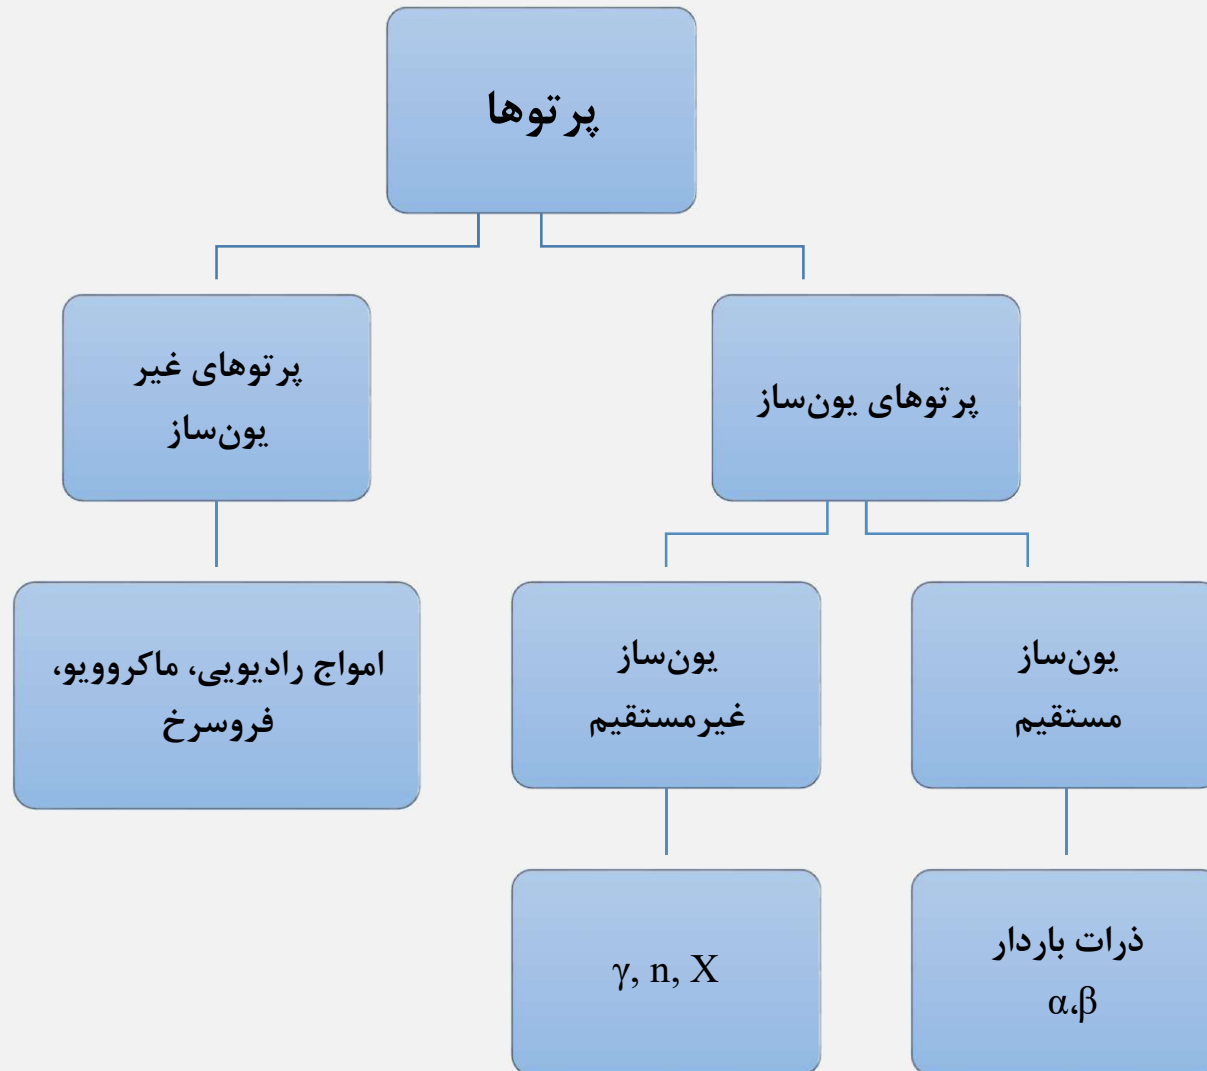 پرتوها
پرتوهای یون‌ساز
پرتوهای غیر
یون‌ساز
یون‌ساز
مستقیم
یون‌ساز
غیرمستقیم
امواج رادیویی، ماکروویو،
فروسرخ
ذرات باردار
α،β
γ, n, X